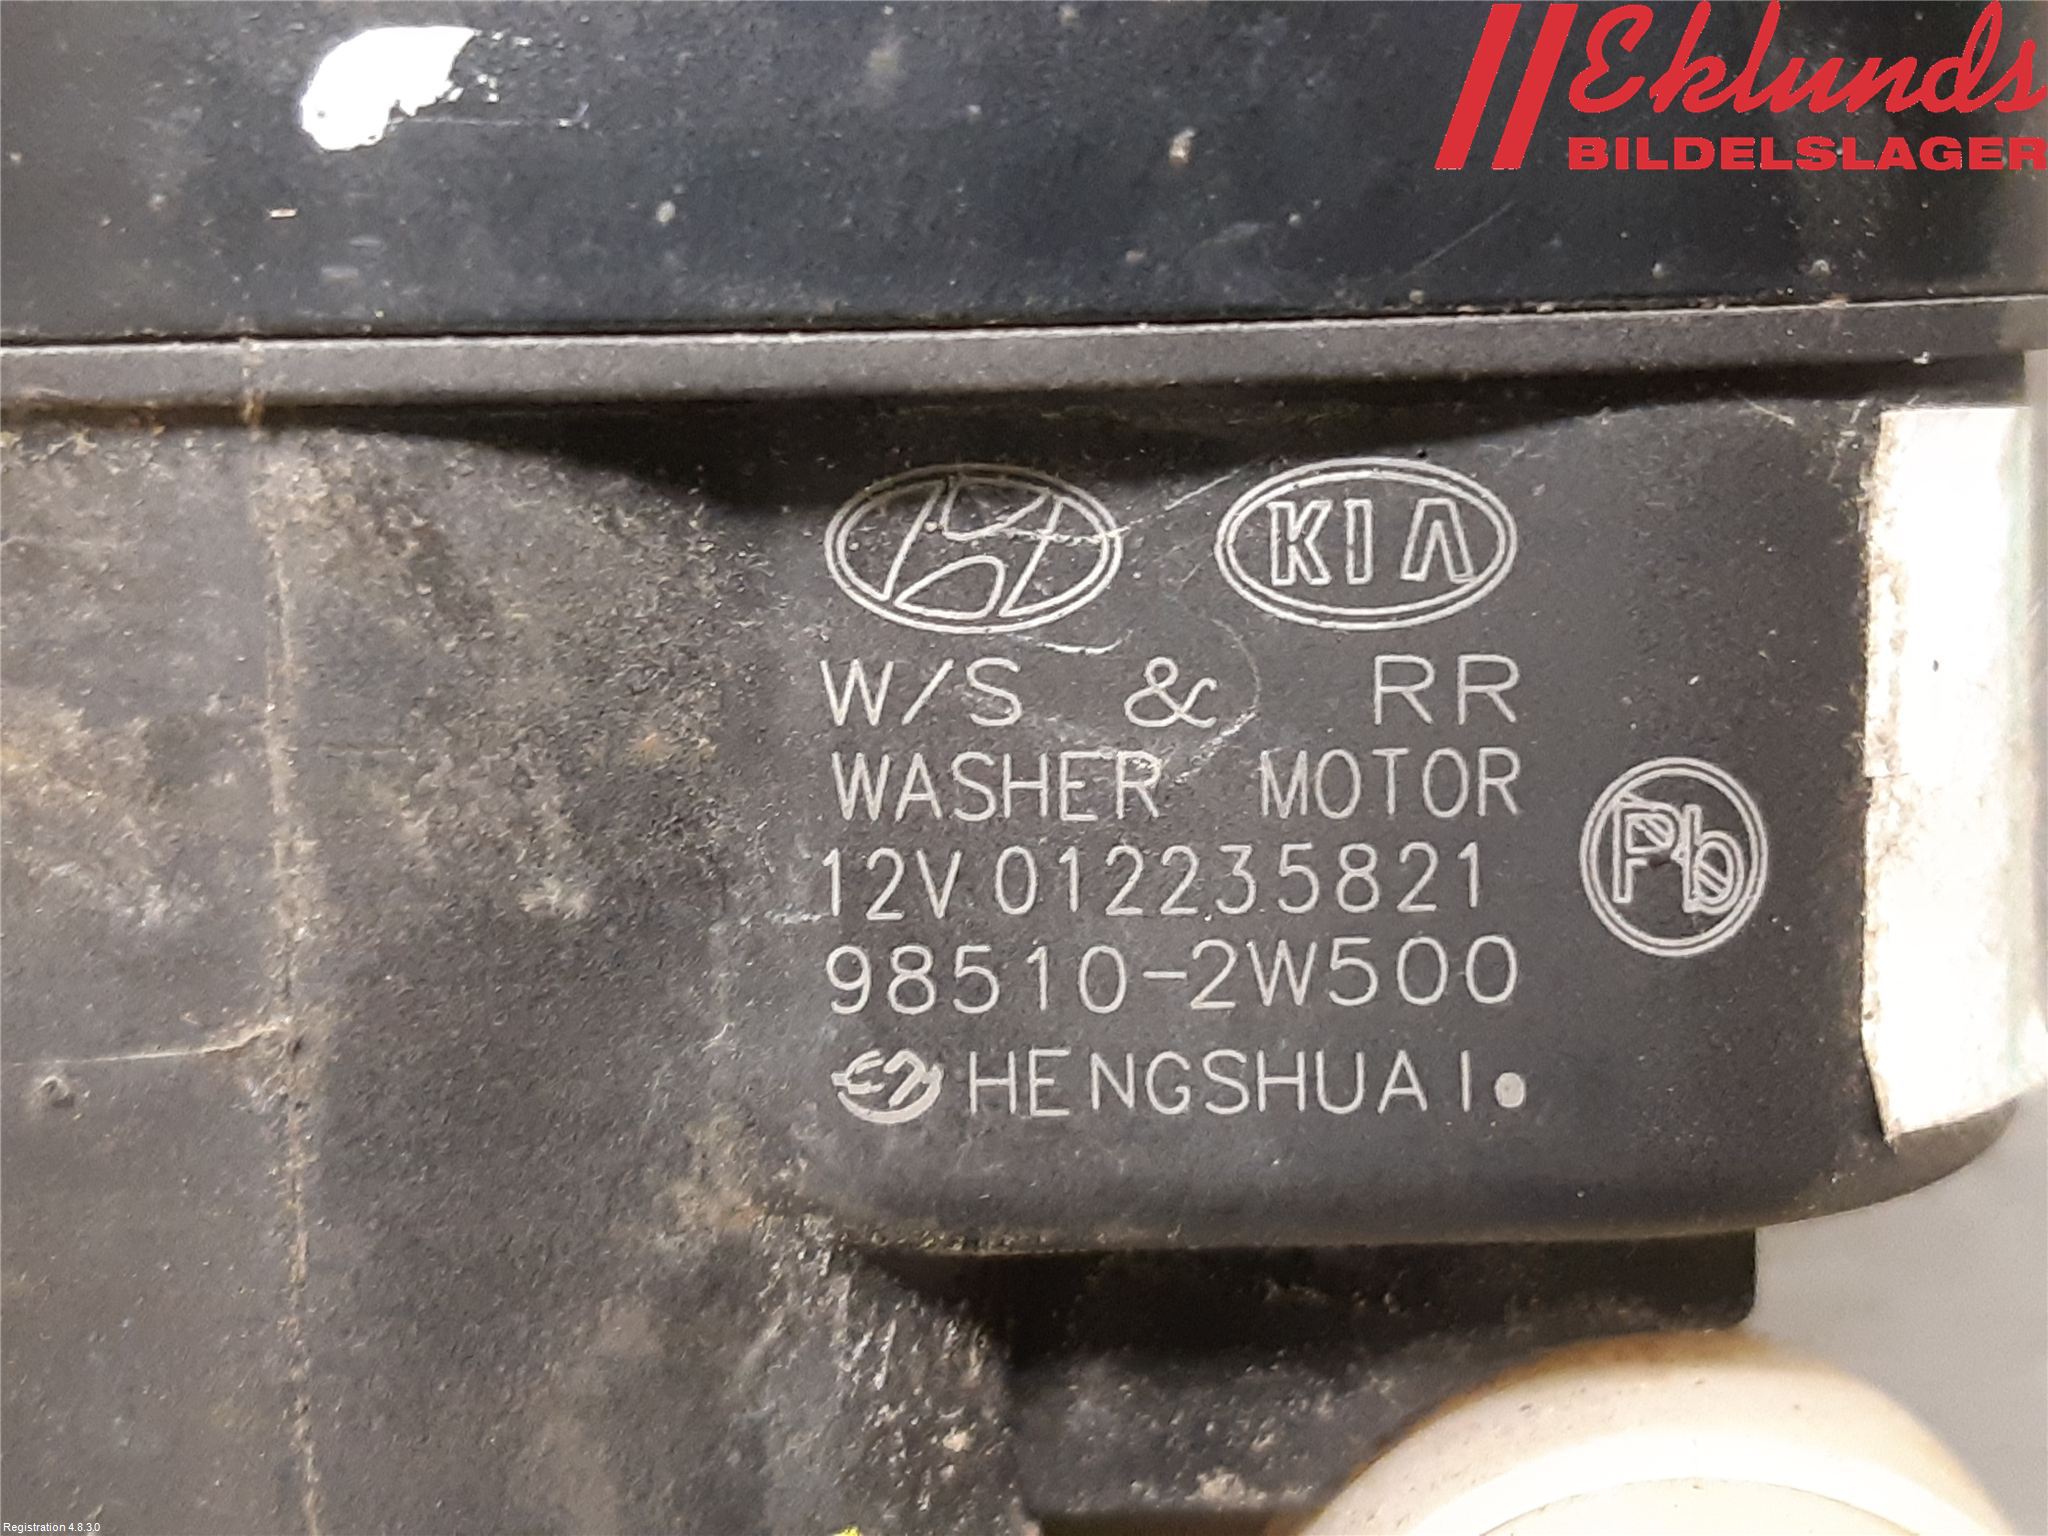 Eklunds
BILDELSLAGER
KIA
W/S & RR
WASHER MOTOR
12V 012235821
Pb
98510-2W500
HENGSHUAI
Registration 4.8.3.0